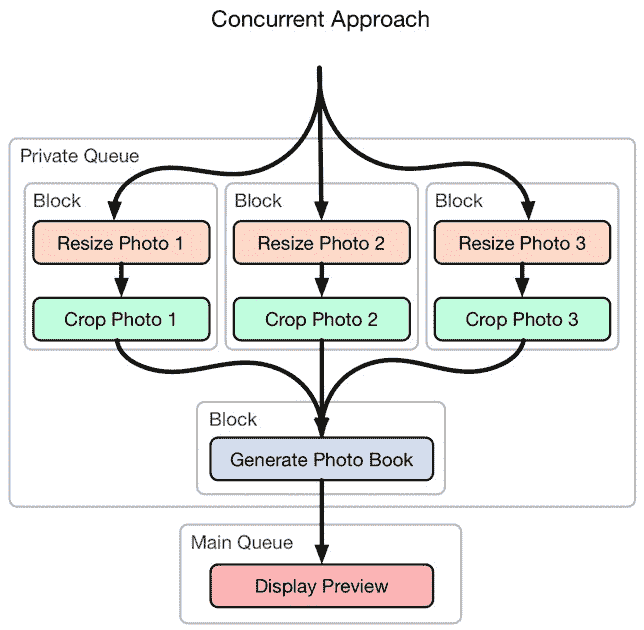 Concurrent Approach
Private Queue
Block
Block
Block
Resize Photo 1
Resize Photo 2
Resize Photo 3
Crop Photo 1
Crop Photo 2
Crop Photo 3
Block
Generate Photo Book
Main Queue
Display Preview